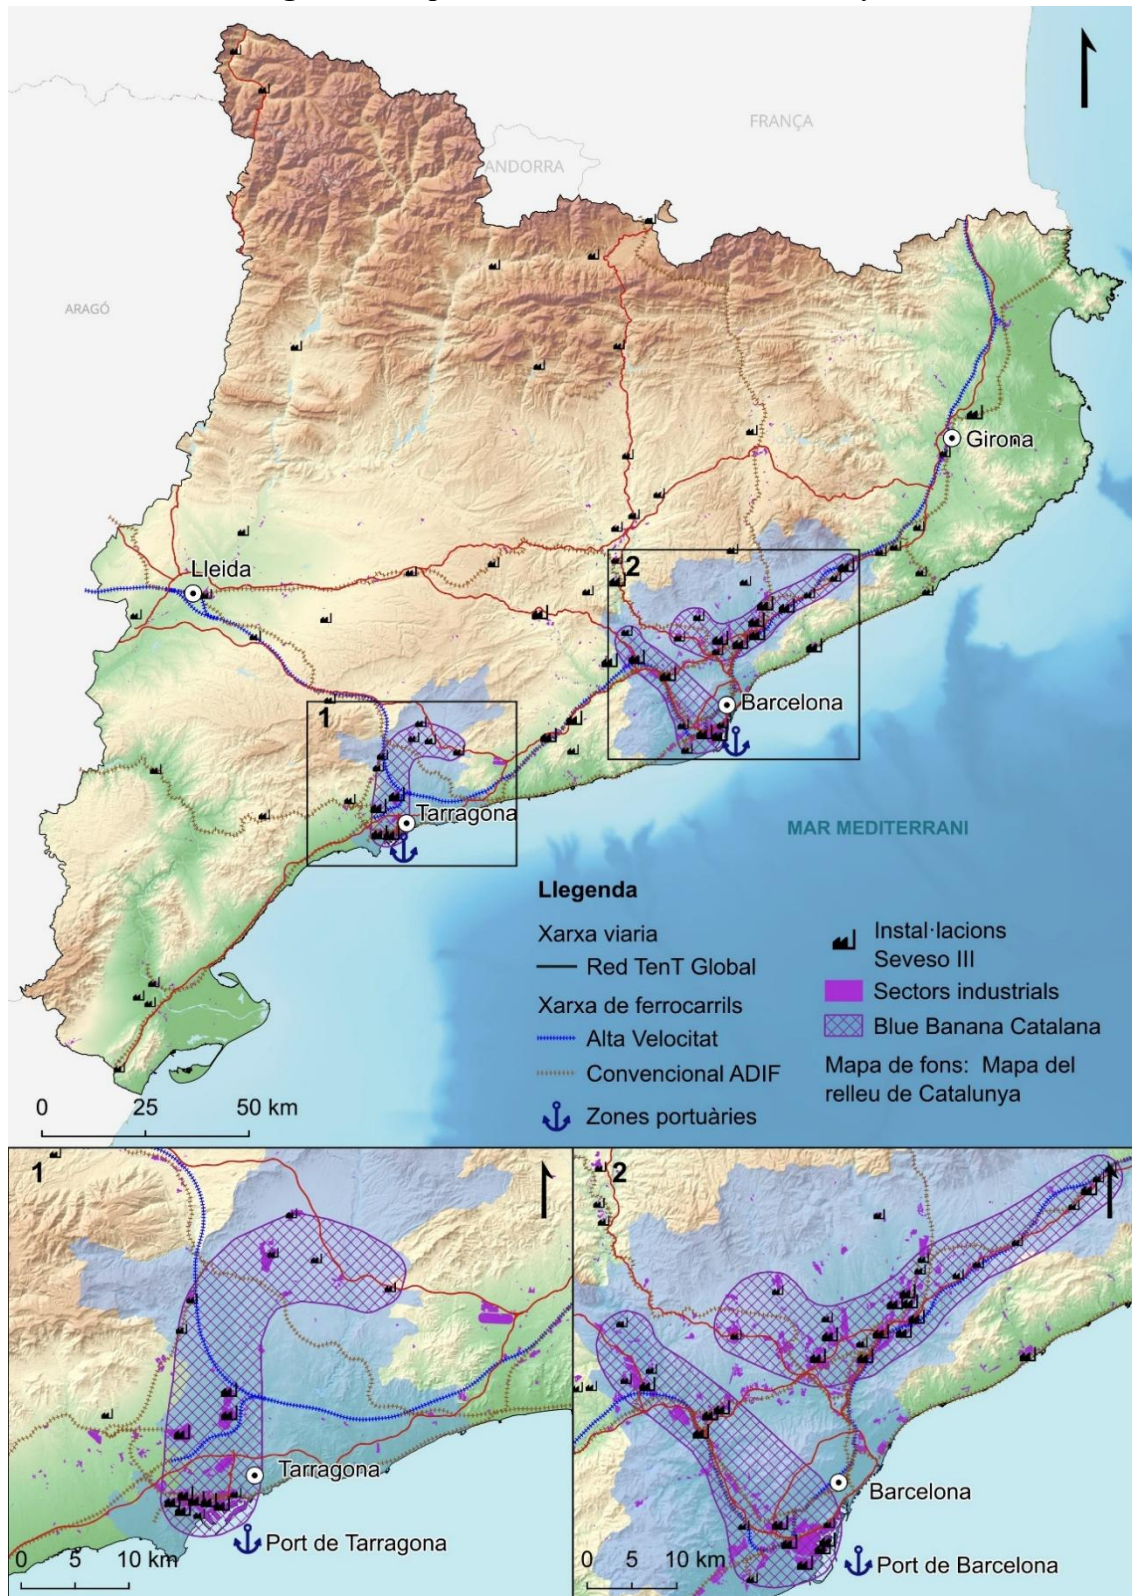 FRANÇA
ANDORRA
ARAGÓ
Girona
Lleida
2
Barcelona
1
Tarragona
MAR MEDITERRANI
Llegenda
Xarxa viaria
Red TenT Global
Xarxa de ferrocarrils
Alta Velocitat
Convencional ADIF
Zones portuàries
Instal·lacions
Seveso III
Sectors industrials
Blue Banana Catalana
Mapa de fons: Mapa del
relleu de Catalunya
0 25 50 km
1
Tarragona
Port de Tarragona
0 5 10 km
2
Barcelona
Port de Barcelona
0 5 10 km